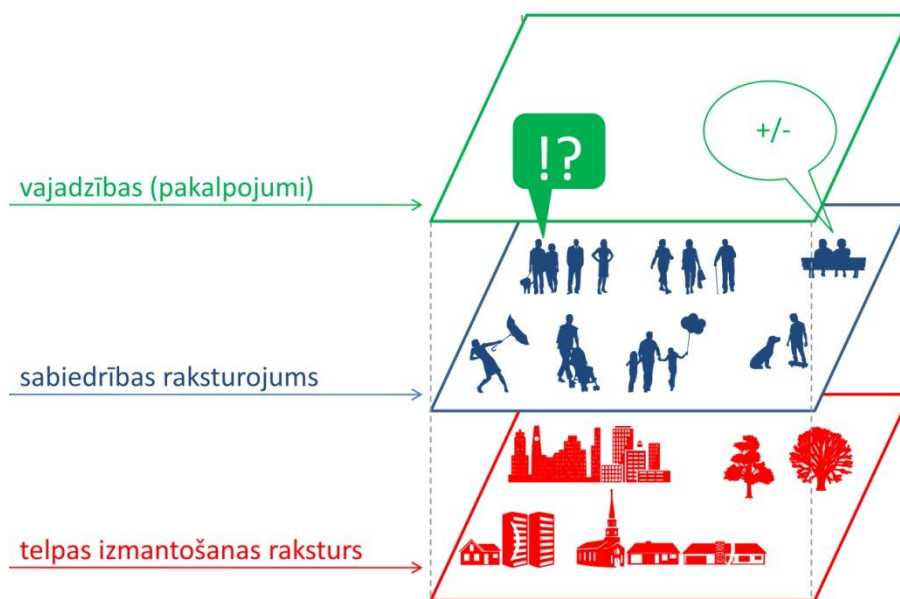 !?
+/-
vajadzības (pakalpojumi)
sabiedrības raksturojums
telpas izmantošanas raksturs